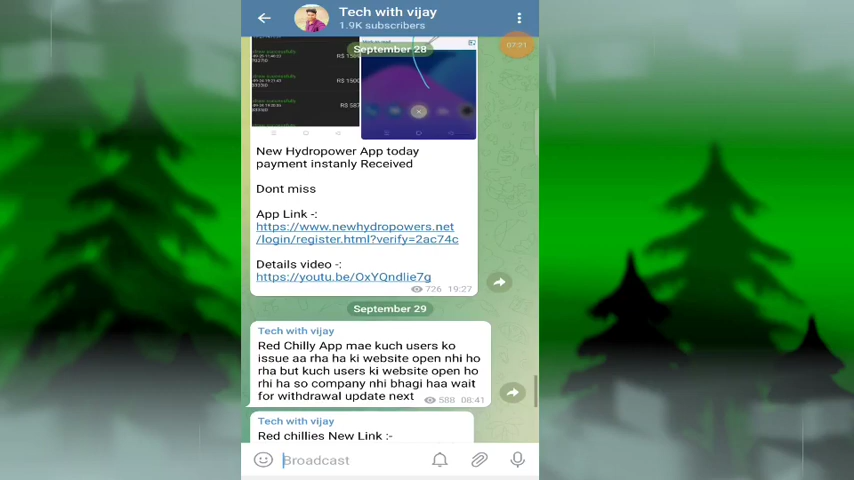 Tech with vijay
1.9K subscribers
07:21
September 28
New Hydropower App today
payment instanly Received
Dont miss
App Link -:
https://www.newhydropowers.net
/login/register.html?verify=2ac74c
Details video -:
https://youtu.be/OxYQndlie7g
726 19:27
September 29
Tech with vijay
Red Chilly App mae kuch users ko
issue aa rha ha ki website open nhi ho
rha but kuch users ki website open ho
rhi ha so company nhi bhagi haa wait
for withdrawal update next
588 08:41
Tech with vijay
Red chillies New Link :-
Broadcast